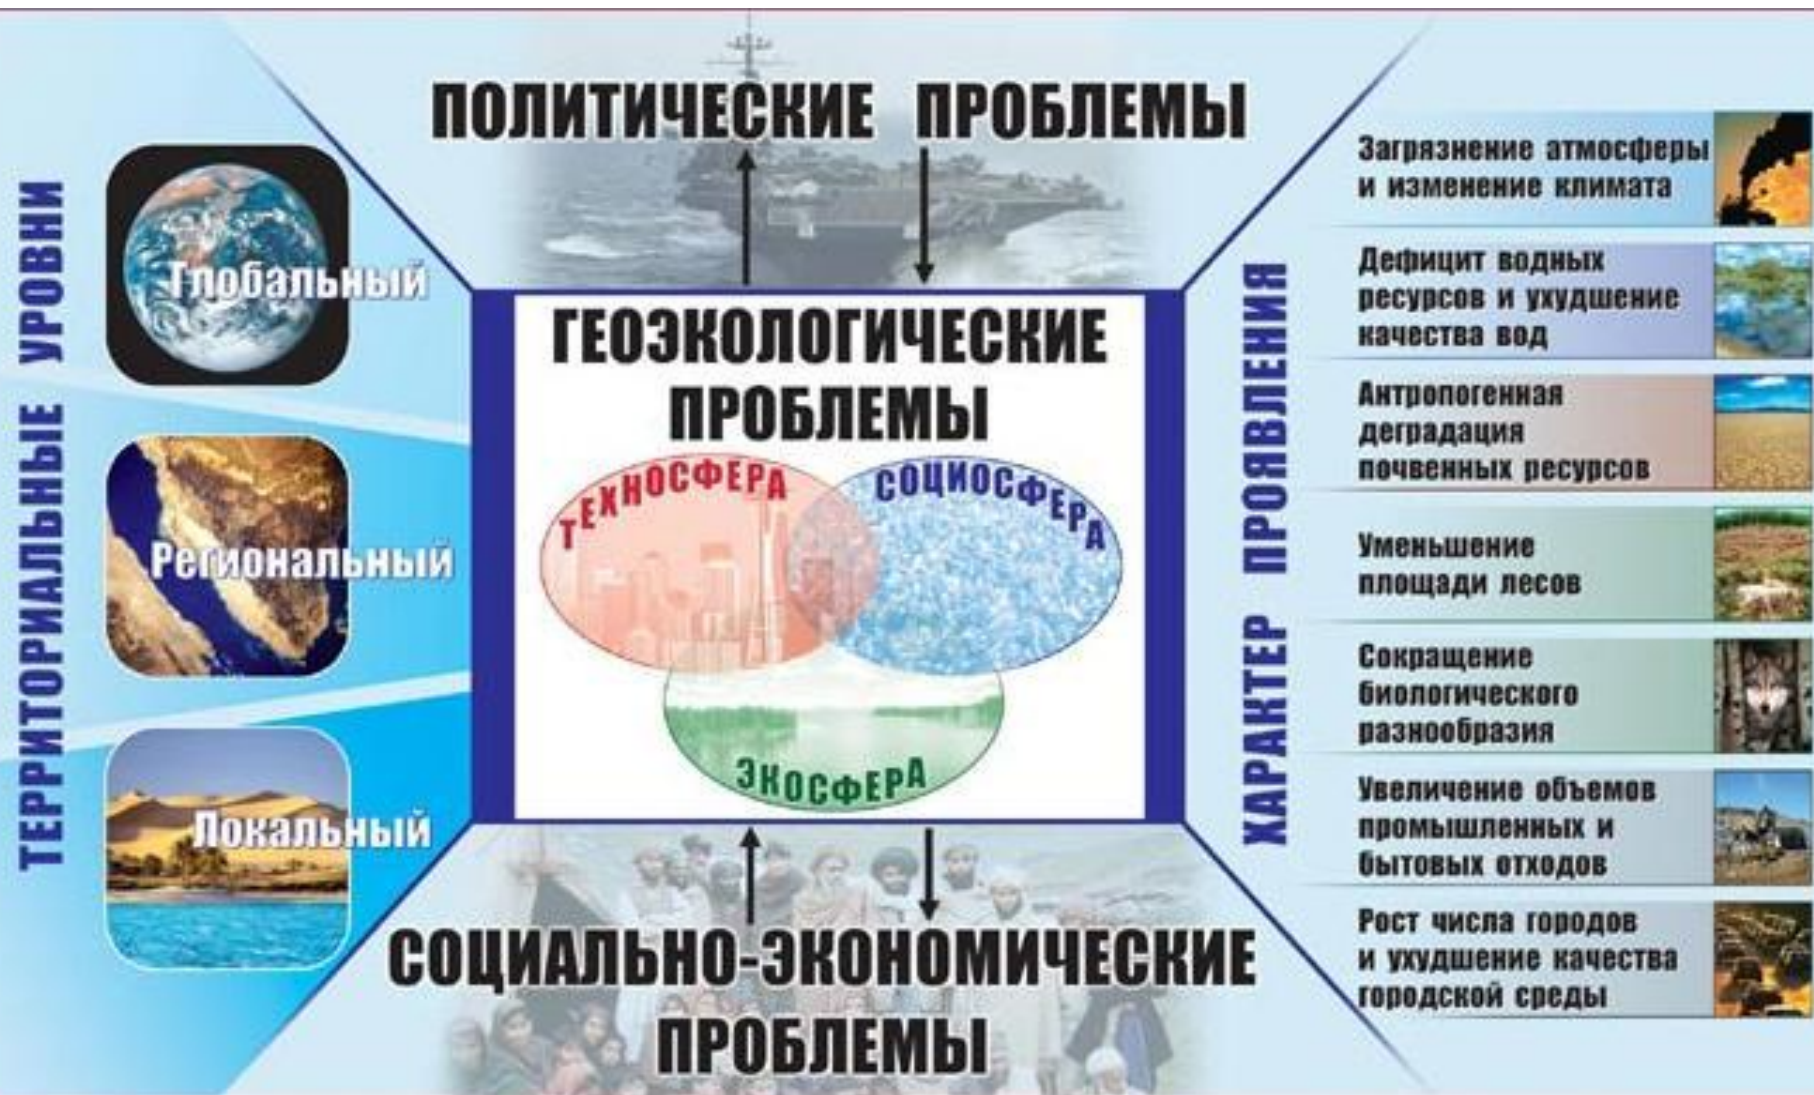 ПОЛИТИЧЕСКИЕ ПРОБЛЕМЫ
ТЕРРИТОРИАЛЬНЫЕ УРОВНИ
Глобальный
Региональный
Локальный
ГЕОЭКОЛОГИЧЕСКИЕ
ПРОБЛЕМЫ
ТЕХНОСФЕРА
СОЦИОСФЕРА
ЭКОСФЕРА
СОЦИАЛЬНО-ЭКОНОМИЧЕСКИЕ
ПРОБЛЕМЫ
ХАРАКТЕР ПРОЯВЛЕНИЯ
Загрязнение атмосферы
и изменение климата
Дефицит водных
ресурсов и ухудшение
качества вод
Антропогенная
деградация
почвенных ресурсов
Уменьшение
площади лесов
Сокращение
биологического
разнообразия
Увеличение объемов
промышленных и
бытовых отходов
Рост числа городов
и ухудшение качества
городской среды